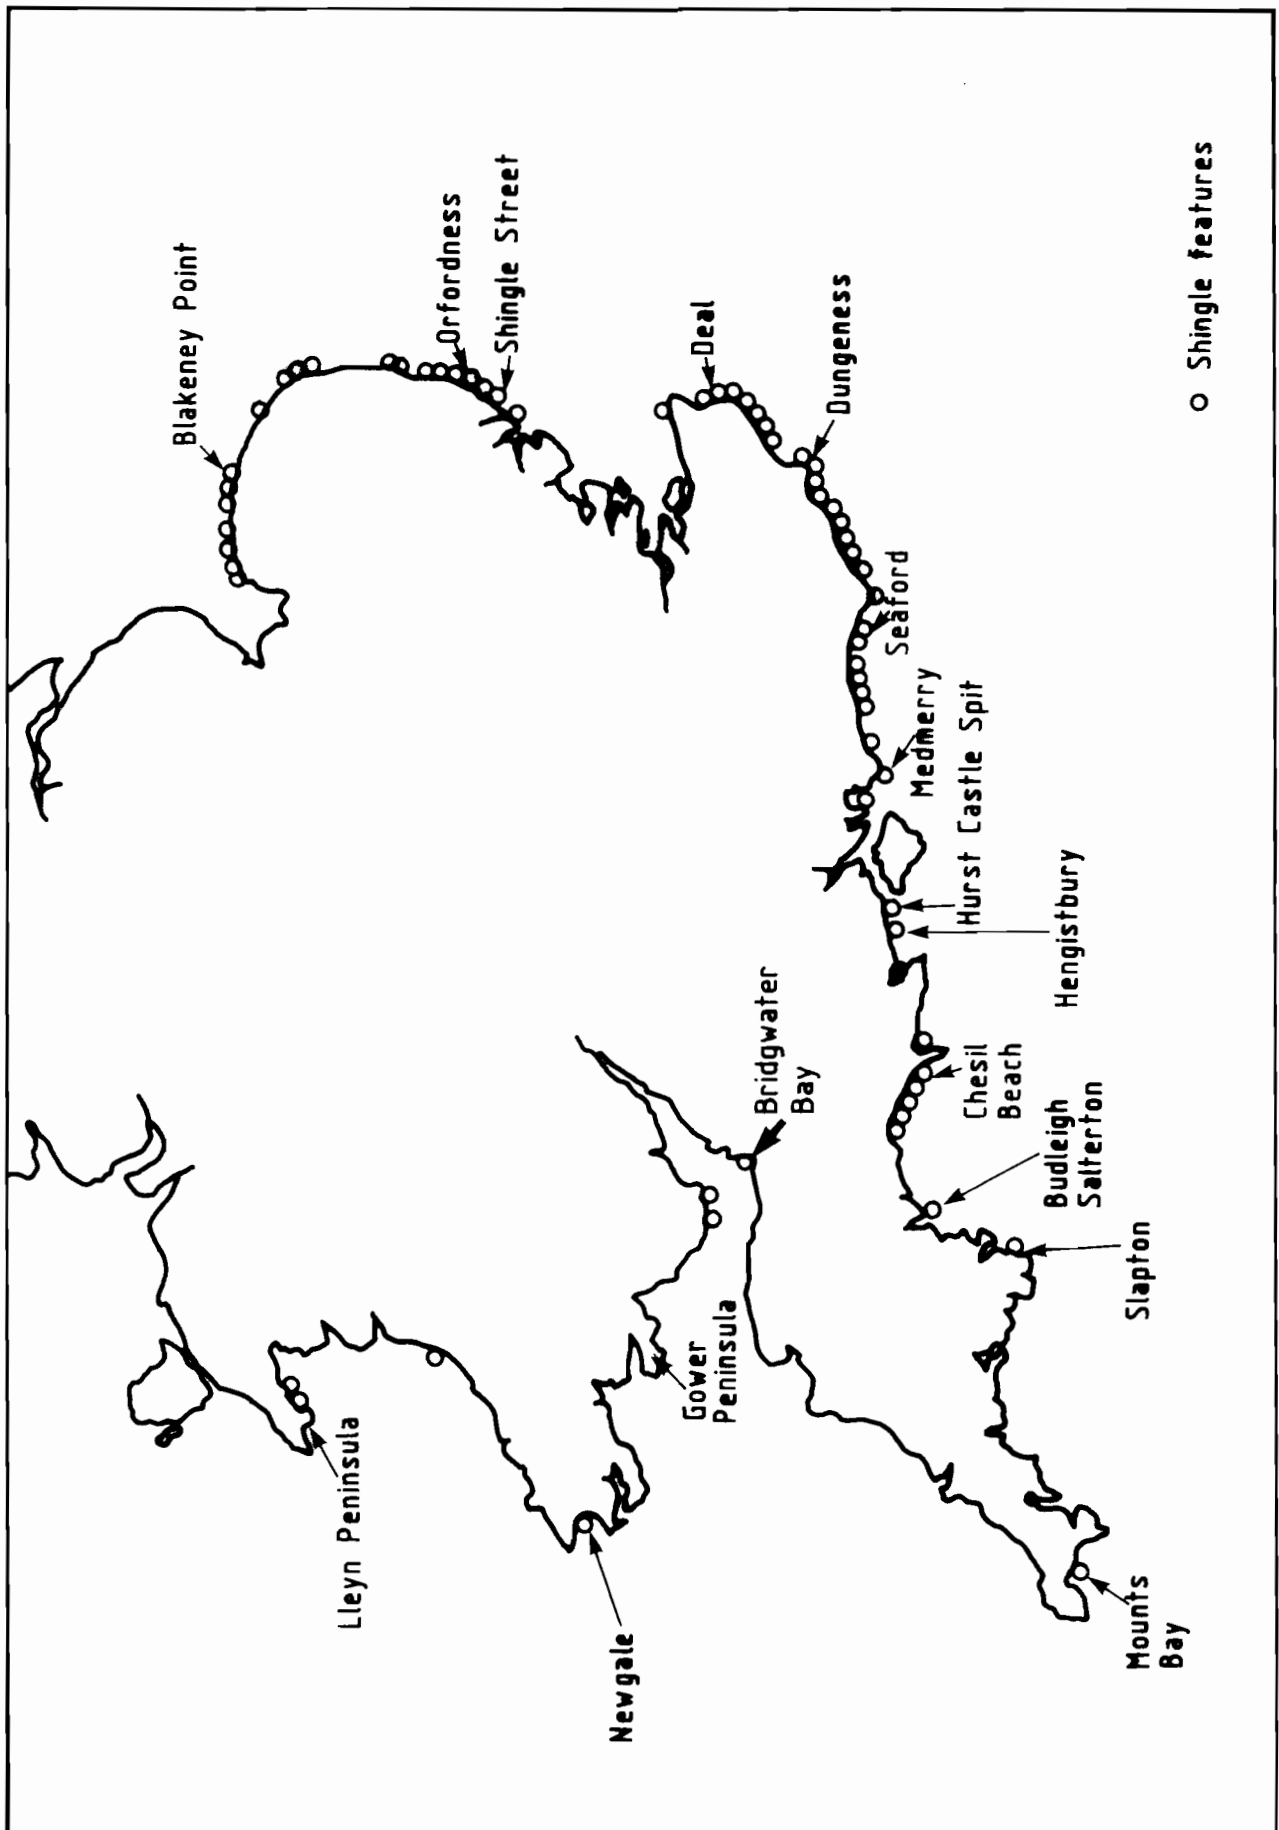 Blakeney Point
Orfordness
Shingle Street
Deal
Dungeness
Seaford
Medmerry
Hurst Castle Spit
Hengistbury
Chesil
Beach
Budleigh
Salterton
Slapton
Mounts
Bay
Bridgwater
Bay
Gower
Peninsula
Newgale
Lleyn Peninsula
Shingle features